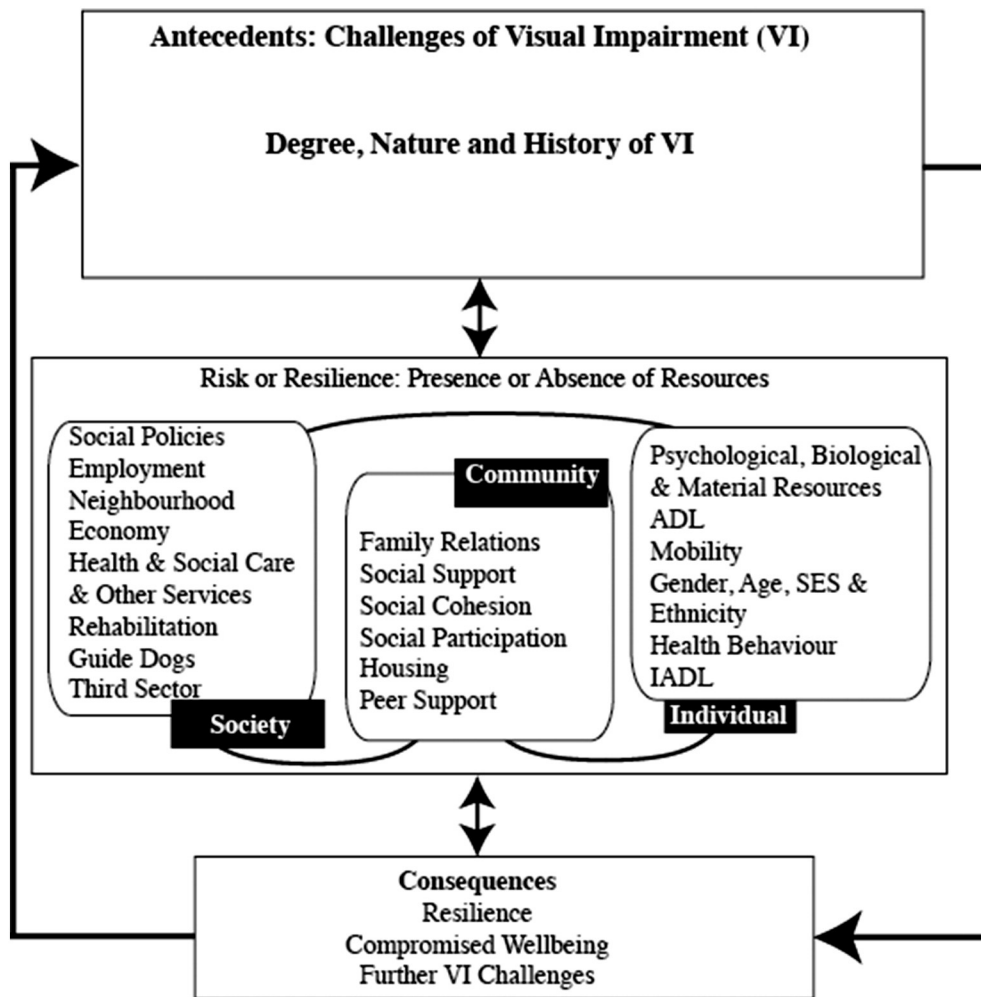 Antecedents: Challenges of Visual Impairment (VI)
Degree, Nature and History of VI
Risk or Resilience: Presence or Absence of Resources
Social Policies
Employment
Neighbourhood
Economy
Health & Social Care
& Other Services
Rehabilitation
Guide Dogs
Third Sector
Society
Community
Family Relations
Social Support
Social Cohesion
Social Participation
Housing
Peer Support
Psychological, Biological
& Material Resources
ADL
Mobility
Gender, Age, SES &
Ethnicity
Health Behaviour
IADL
Individual
Consequences
Resilience
Compromised Wellbeing
Further VI Challenges